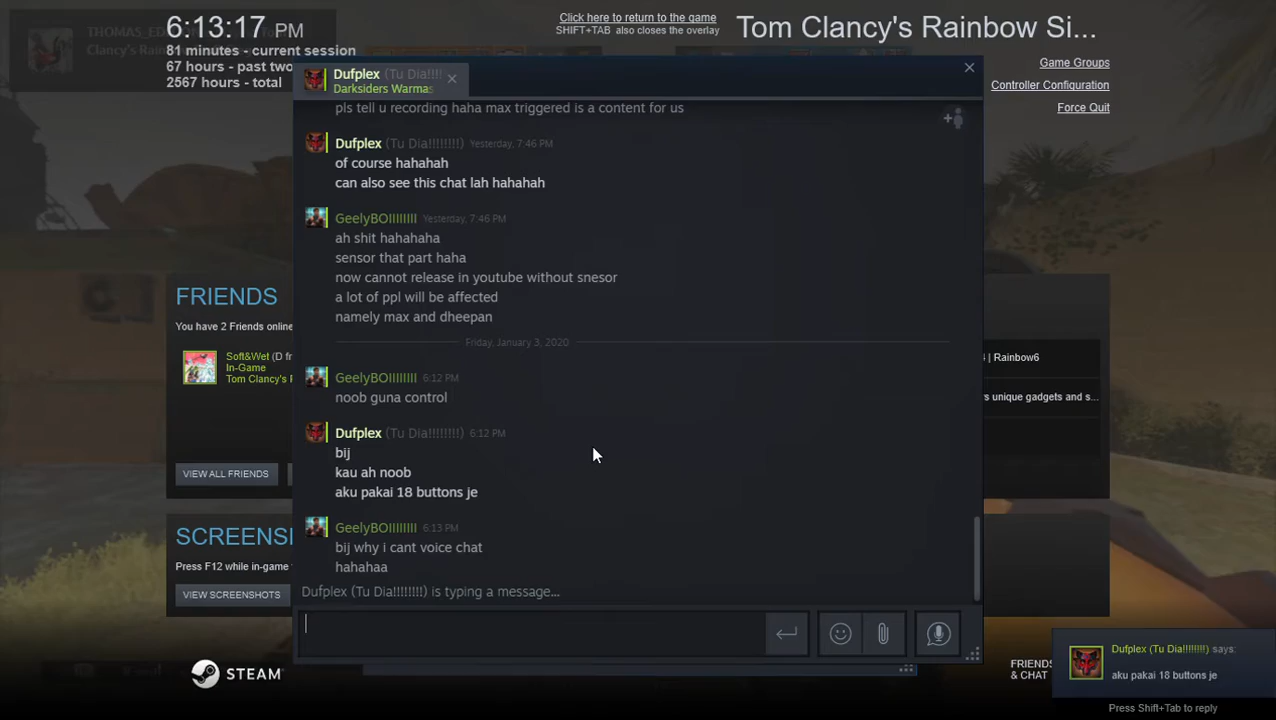 6:13:17 PM
81 minutes - current session
67 hours - past two
2567 hours - total
Click here to return to the game
SHIFT+TAB also closes the overlay
Tom Clancy's Rainbow Si...
Game Groups
Controller Configuration
Force Quit
Dufplex (Tu Dia!!!!
Darksiders Warmas
pls tell u recording haha max triggered is a content for us
Dufplex (Tu Dia!!!!!!!!) Yesterday, 7:46 PM
of course hahahah
can also see this chat lah hahahah
GeelyBOIIIIIIII Yesterday, 7:46 PM
ah shit hahahaha
sensor that part haha
now cannot release in youtube without snesor
a lot of ppl will be affected
namely max and dheepan
Friday, January 3, 2020
GeelyBOIIIIIIII 6:12 PM
noob guna control
Dufplex (Tu Dia!!!!!!!!) 6:12 PM
bij
kau ah noob
aku pakai 18 buttons je
GeelyBOIIIIIIII 6:13 PM
bij why i cant voice chat
hahahaa
Dufplex (Tu Dia!!!!!!!!) is typing a message...
FRIENDS
You have 2 Friends online
Soft&Wet (D fr
In-Game
Tom Clancy's F
VIEW ALL FRIENDS
SCREENS
Press F12 while in-game
VIEW SCREENSHOTS
4 | Rainbow6
rs unique gadgets and s...
STEAM
FRIENDS
& CHAT
Dufplex (Tu Dia!!!!!!!!) says:
aku pakai 18 buttons je
Press Shift+Tab to reply